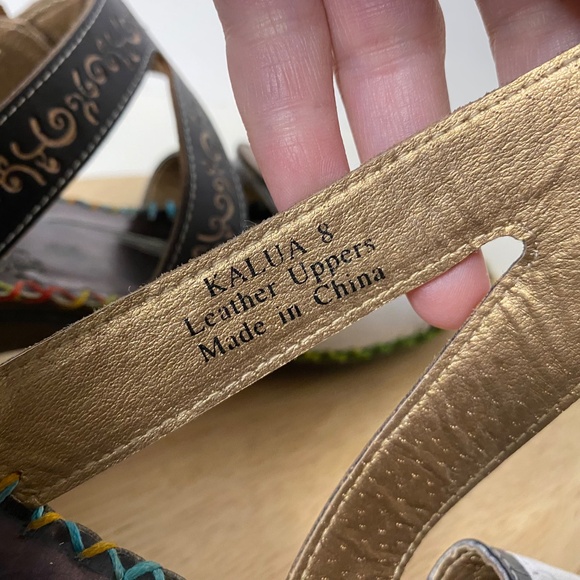 KALUA 8
Leather Uppers
Made in China